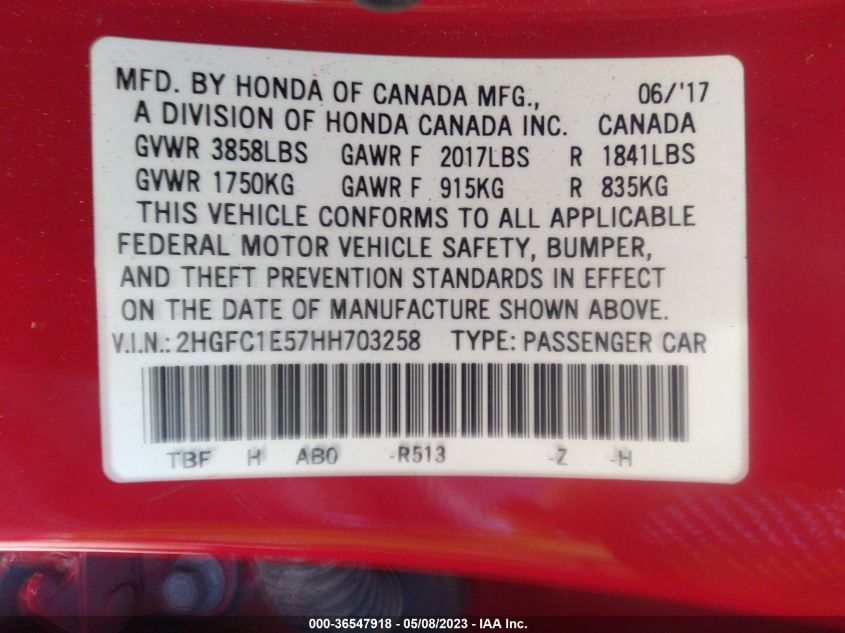 MFD. BY HONDA OF CANADA MFG., 06/'17
A DIVISION OF HONDA CANADA INC. CANADA
GVWR 3858LBS GAWR F 2017LBS R 1841LBS
GVWR 1750KG GAWR F 915KG R 835KG
THIS VEHICLE CONFORMS TO ALL APPLICABLE
FEDERAL MOTOR VEHICLE SAFETY, BUMPER,
AND THEFT PREVENTION STANDARDS IN EFFECT
ON THE DATE OF MANUFACTURE SHOWN ABOVE.
V.I.N.: 2HGFC1E57HH703258 TYPE: PASSENGER CAR
TBF H AB0 -R513 -Z -H
000-36547918 - 05/08/2023 - IAA Inc.